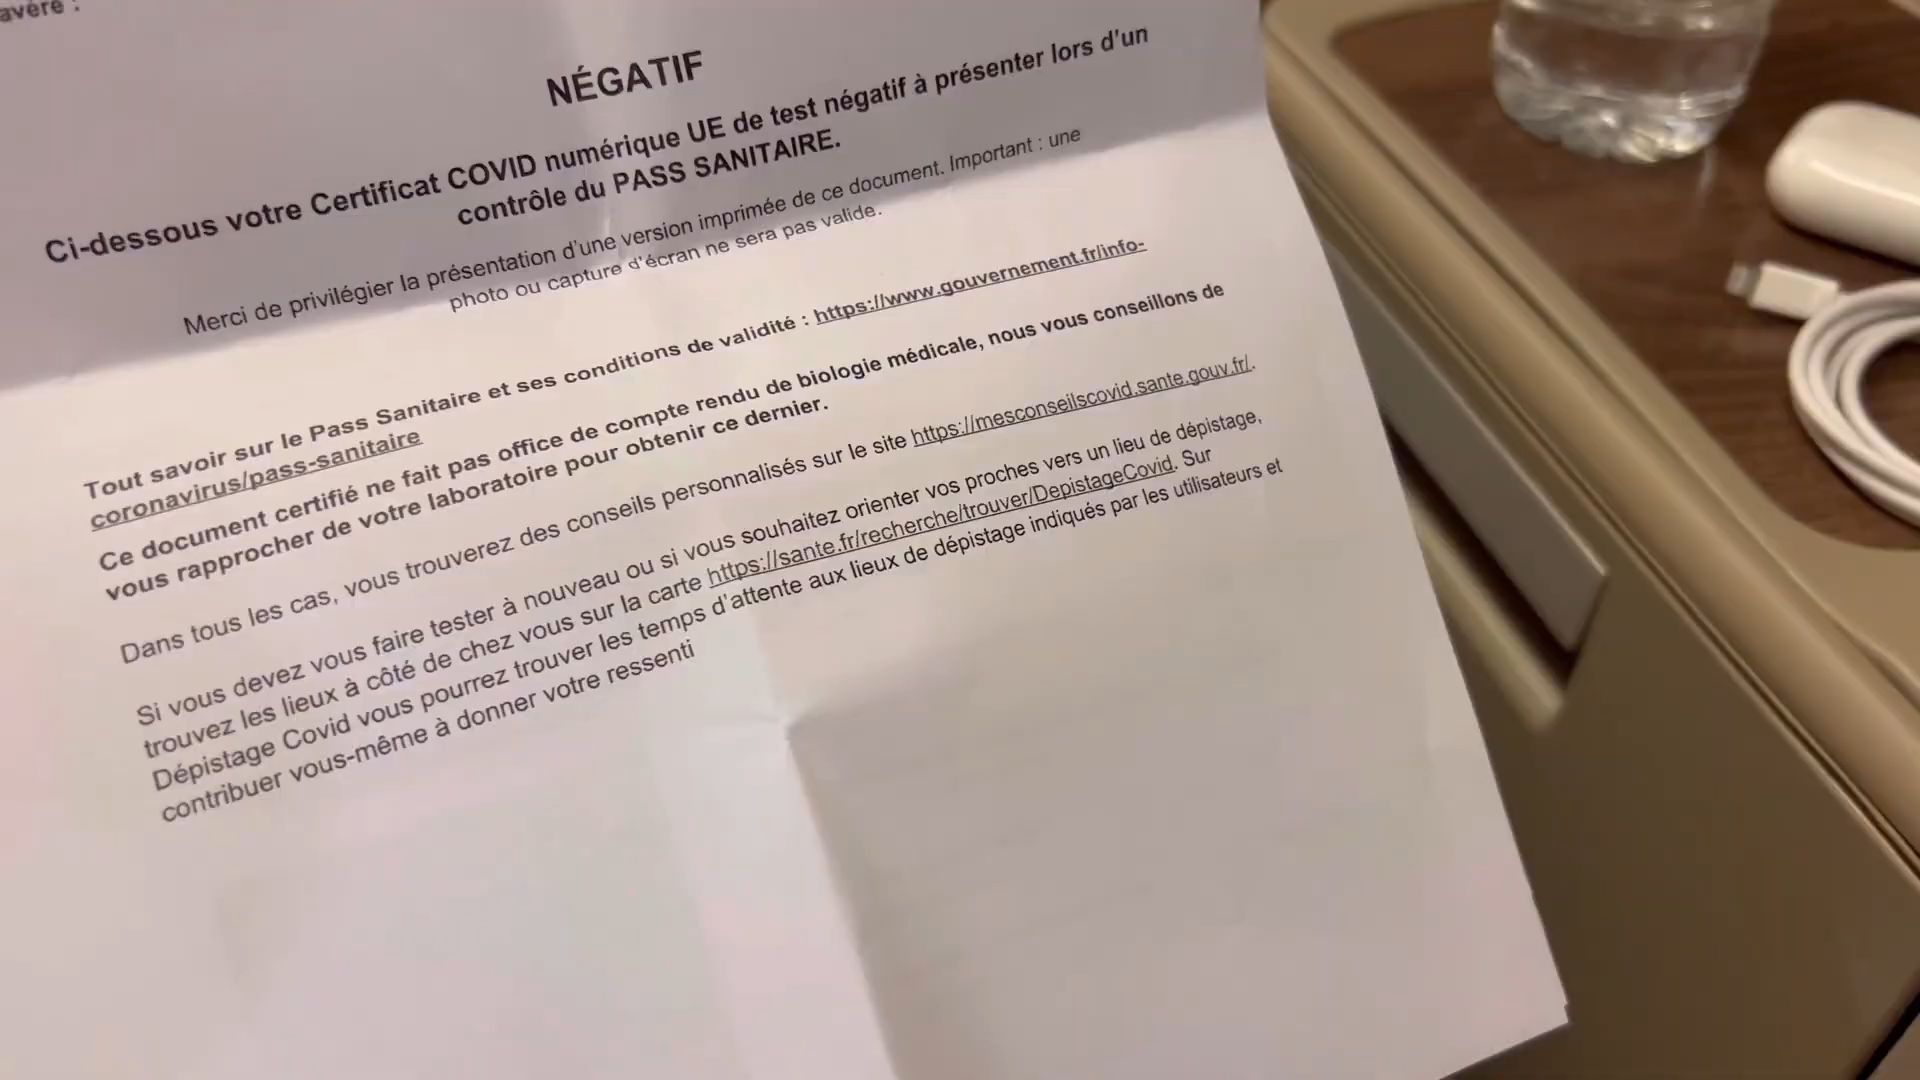 avère :
NÉGATIF
Ci-dessous votre Certificat COVID numérique UE de test négatif à présenter lors d'un
contrôle du PASS SANITAIRE.
Merci de privilégier la présentation d'une version imprimée de ce document. Important : une
photo ou capture d'écran ne sera pas valide.
Tout savoir sur le Pass Sanitaire et ses conditions de validité : https://www.gouvernement.fr/info-
coronavirus/pass-sanitaire
Ce document certifié ne fait pas office de compte rendu de biologie médicale, nous vous conseillons de
vous rapprocher de votre laboratoire pour obtenir ce dernier.
Dans tous les cas, vous trouverez des conseils personnalisés sur le site https://mesconseilscovid.sante.gouv.fr/.
Si vous devez vous faire tester à nouveau ou si vous souhaitez orienter vos proches vers un lieu de dépistage,
trouvez les lieux à côté de chez vous sur la carte https://sante.fr/recherche/trouver/DepistageCovid. Sur
Dépistage Covid vous pourrez trouver les temps d'attente aux lieux de dépistage indiqués par les utilisateurs et
contribuer vous-même à donner votre ressenti